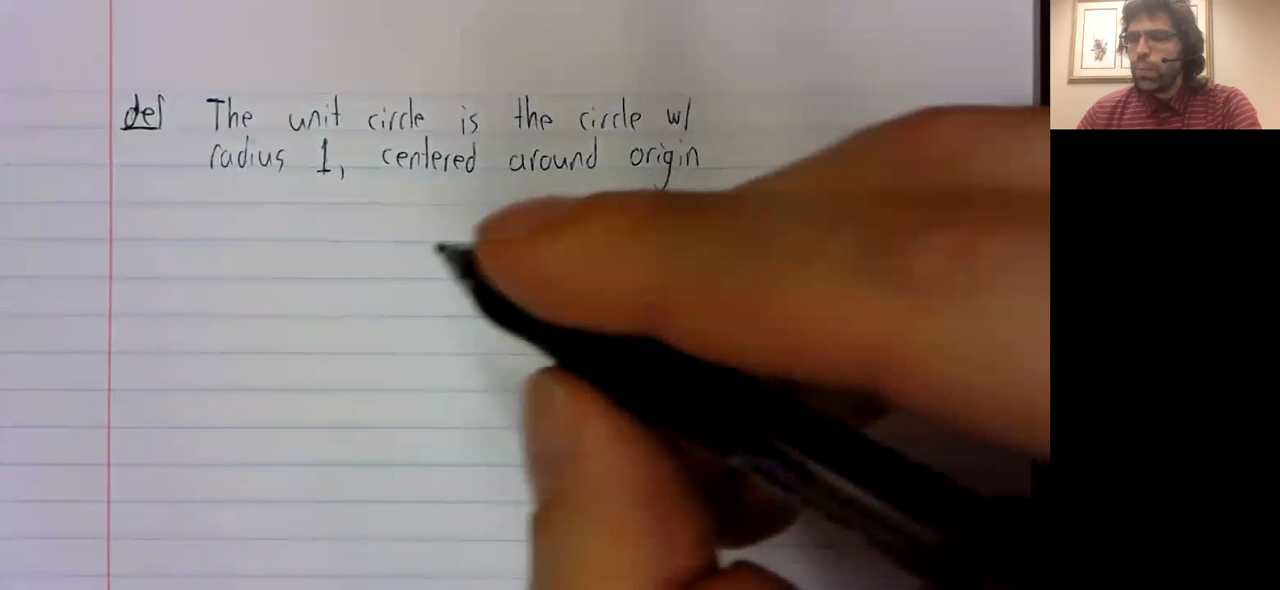 def The unit circle is the circle w/
radius 1, centered around origin